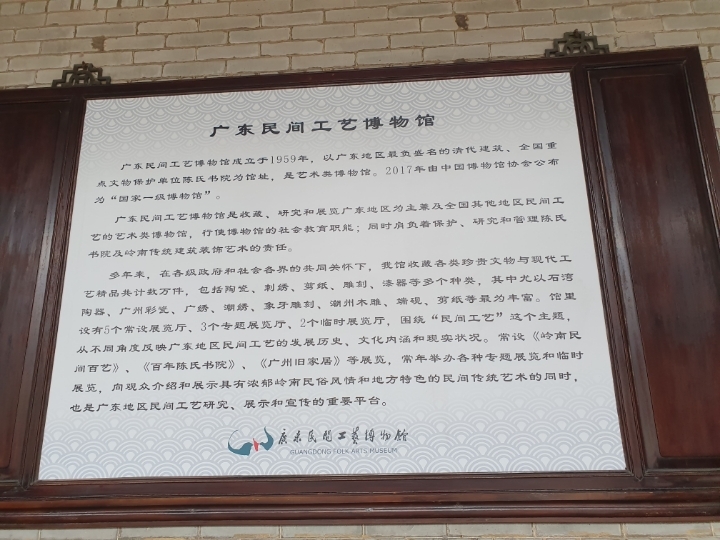 广东民间工艺博物馆
广东民间工艺博物馆成立于1959年，以广东地区最负盛名的清代建筑、全国重
点文物保护单位陈氏书院为馆址，是艺术类博物馆。2017年由中国博物馆协会公布
为“国家一级博物馆”。
广东民间工艺博物馆是收藏、研究和展览广东地区为主兼及全国其他地区民间工
艺的艺术类博物馆，行使博物馆的社会教育职能；同时肩负着保护、研究和管理陈氏
书院及岭南传统建筑装饰艺术的责任。
多年来，在各级政府和社会各界的共同关怀下，我馆收藏各类珍贵文物与现代工
艺精品共计数万件，包括陶瓷、刺绣、剪纸、雕刻、漆器等多个种类，其中尤以石湾
陶器、广州彩瓷、广绣、潮绣、象牙雕刻、潮州木雕、端砚、剪纸等最为丰富。馆里
设有5个常设展览厅、3个专题展览厅、2个临时展览厅，围绕“民间工艺”这个主题，
从不同角度反映广东地区民间工艺的发展历史、文化内涵和现实状况。常设《岭南民
间百艺》、《百年陈氏书院》、《广州旧家居》等展览，常年举办各种专题展览和临时
展览，向观众介绍和展示具有浓郁岭南民俗风情和地方特色的民间传统艺术的同时，
也是广东地区民间工艺研究、展示和宣传的重要平台。
廣東民間工藝博物館
GUANGDONG FOLK ARTS MUSEUM